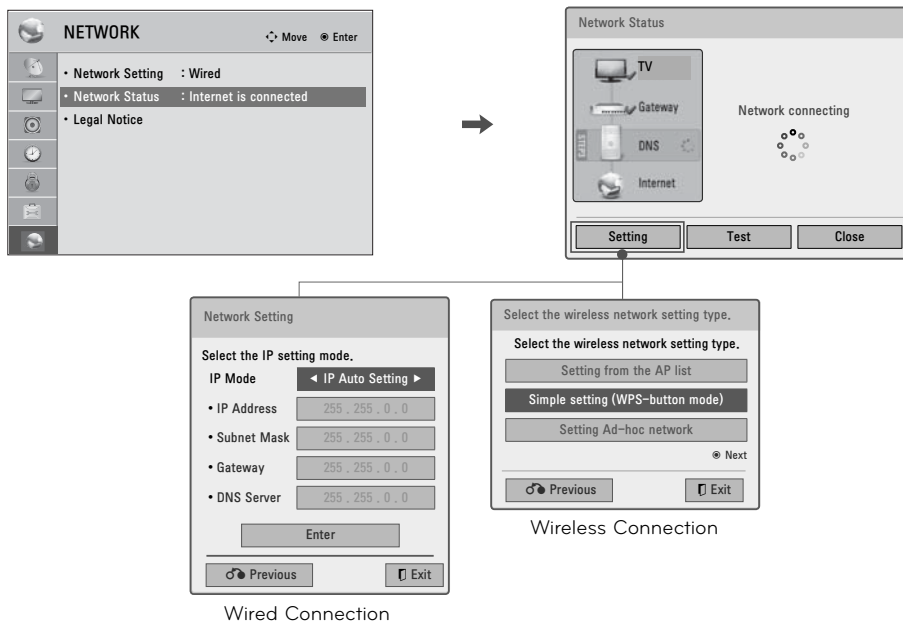 NETWORK
Move Enter
• Network Setting : Wired
• Network Status : Internet is connected
• Legal Notice
Network Status
TV
Gateway
DNS
Internet
Network connecting
Setting
Test
Close
Network Setting
Select the IP setting mode.
IP Mode ◄ IP Auto Setting ►
• IP Address 255 . 255 . 0 . 0
• Subnet Mask 255 . 255 . 0 . 0
• Gateway 255 . 255 . 0 . 0
• DNS Server 255 . 255 . 0 . 0
Enter
Previous
Exit
Wired Connection
Select the wireless network setting type.
Select the wireless network setting type.
Setting from the AP list
Simple setting (WPS-button mode)
Setting Ad-hoc network
Next
Previous
Exit
Wireless Connection